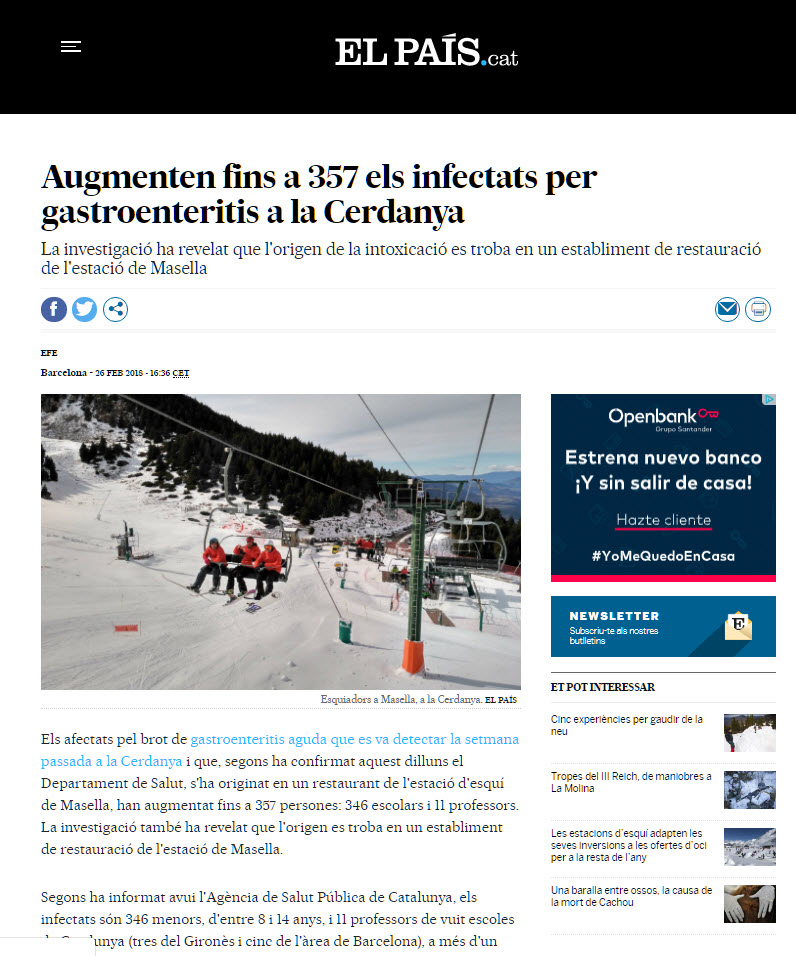 EL PAÍS.cat
Augmenten fins a 357 els infectats per
gastroenteritis a la Cerdanya
La investigació ha revelat que l'origen de la intoxicació es troba en un establiment de restauració
de l'estació de Masella
EFE
Barcelona - 26 FEB 2018 - 16:36 CET
Esquiadors a Masella, a la Cerdanya. EL PAÍS
Els afectats pel brot de gastroenteritis aguda que es va detectar la setmana
passada a la Cerdanya i que, segons ha confirmat aquest dilluns el
Departament de Salut, s'ha originat en un restaurant de l'estació d'esquí
de Masella, han augmentat fins a 357 persones: 346 escolars i 11 professors.
La investigació també ha revelat que l'origen es troba en un establiment
de restauració de l'estació de Masella.
Segons ha informat avui l'Agència de Salut Pública de Catalunya, els
infectats són 346 menors, d'entre 8 i 14 anys, i 11 professors de vuit escoles
(tres del Gironès i cinc de l'àrea de Barcelona), a més d'un
Openbank
Grupo Santander
Estrena nuevo banco
¡Y sin salir de casa!
Hazte cliente
#YoMeQuedoEnCasa
NEWSLETTER
Subscriu-te als nostres
butlletins
E
ET POT INTERESSAR
Cinc experiències per gaudir de la
neu
Tropes del III Reich, de maniobres a
La Molina
Les estacions d'esquí adapten les
seves inversions a les ofertes d'oci
per a la resta de l'any
Una baralla entre ossos, la causa de
la mort de Cachou